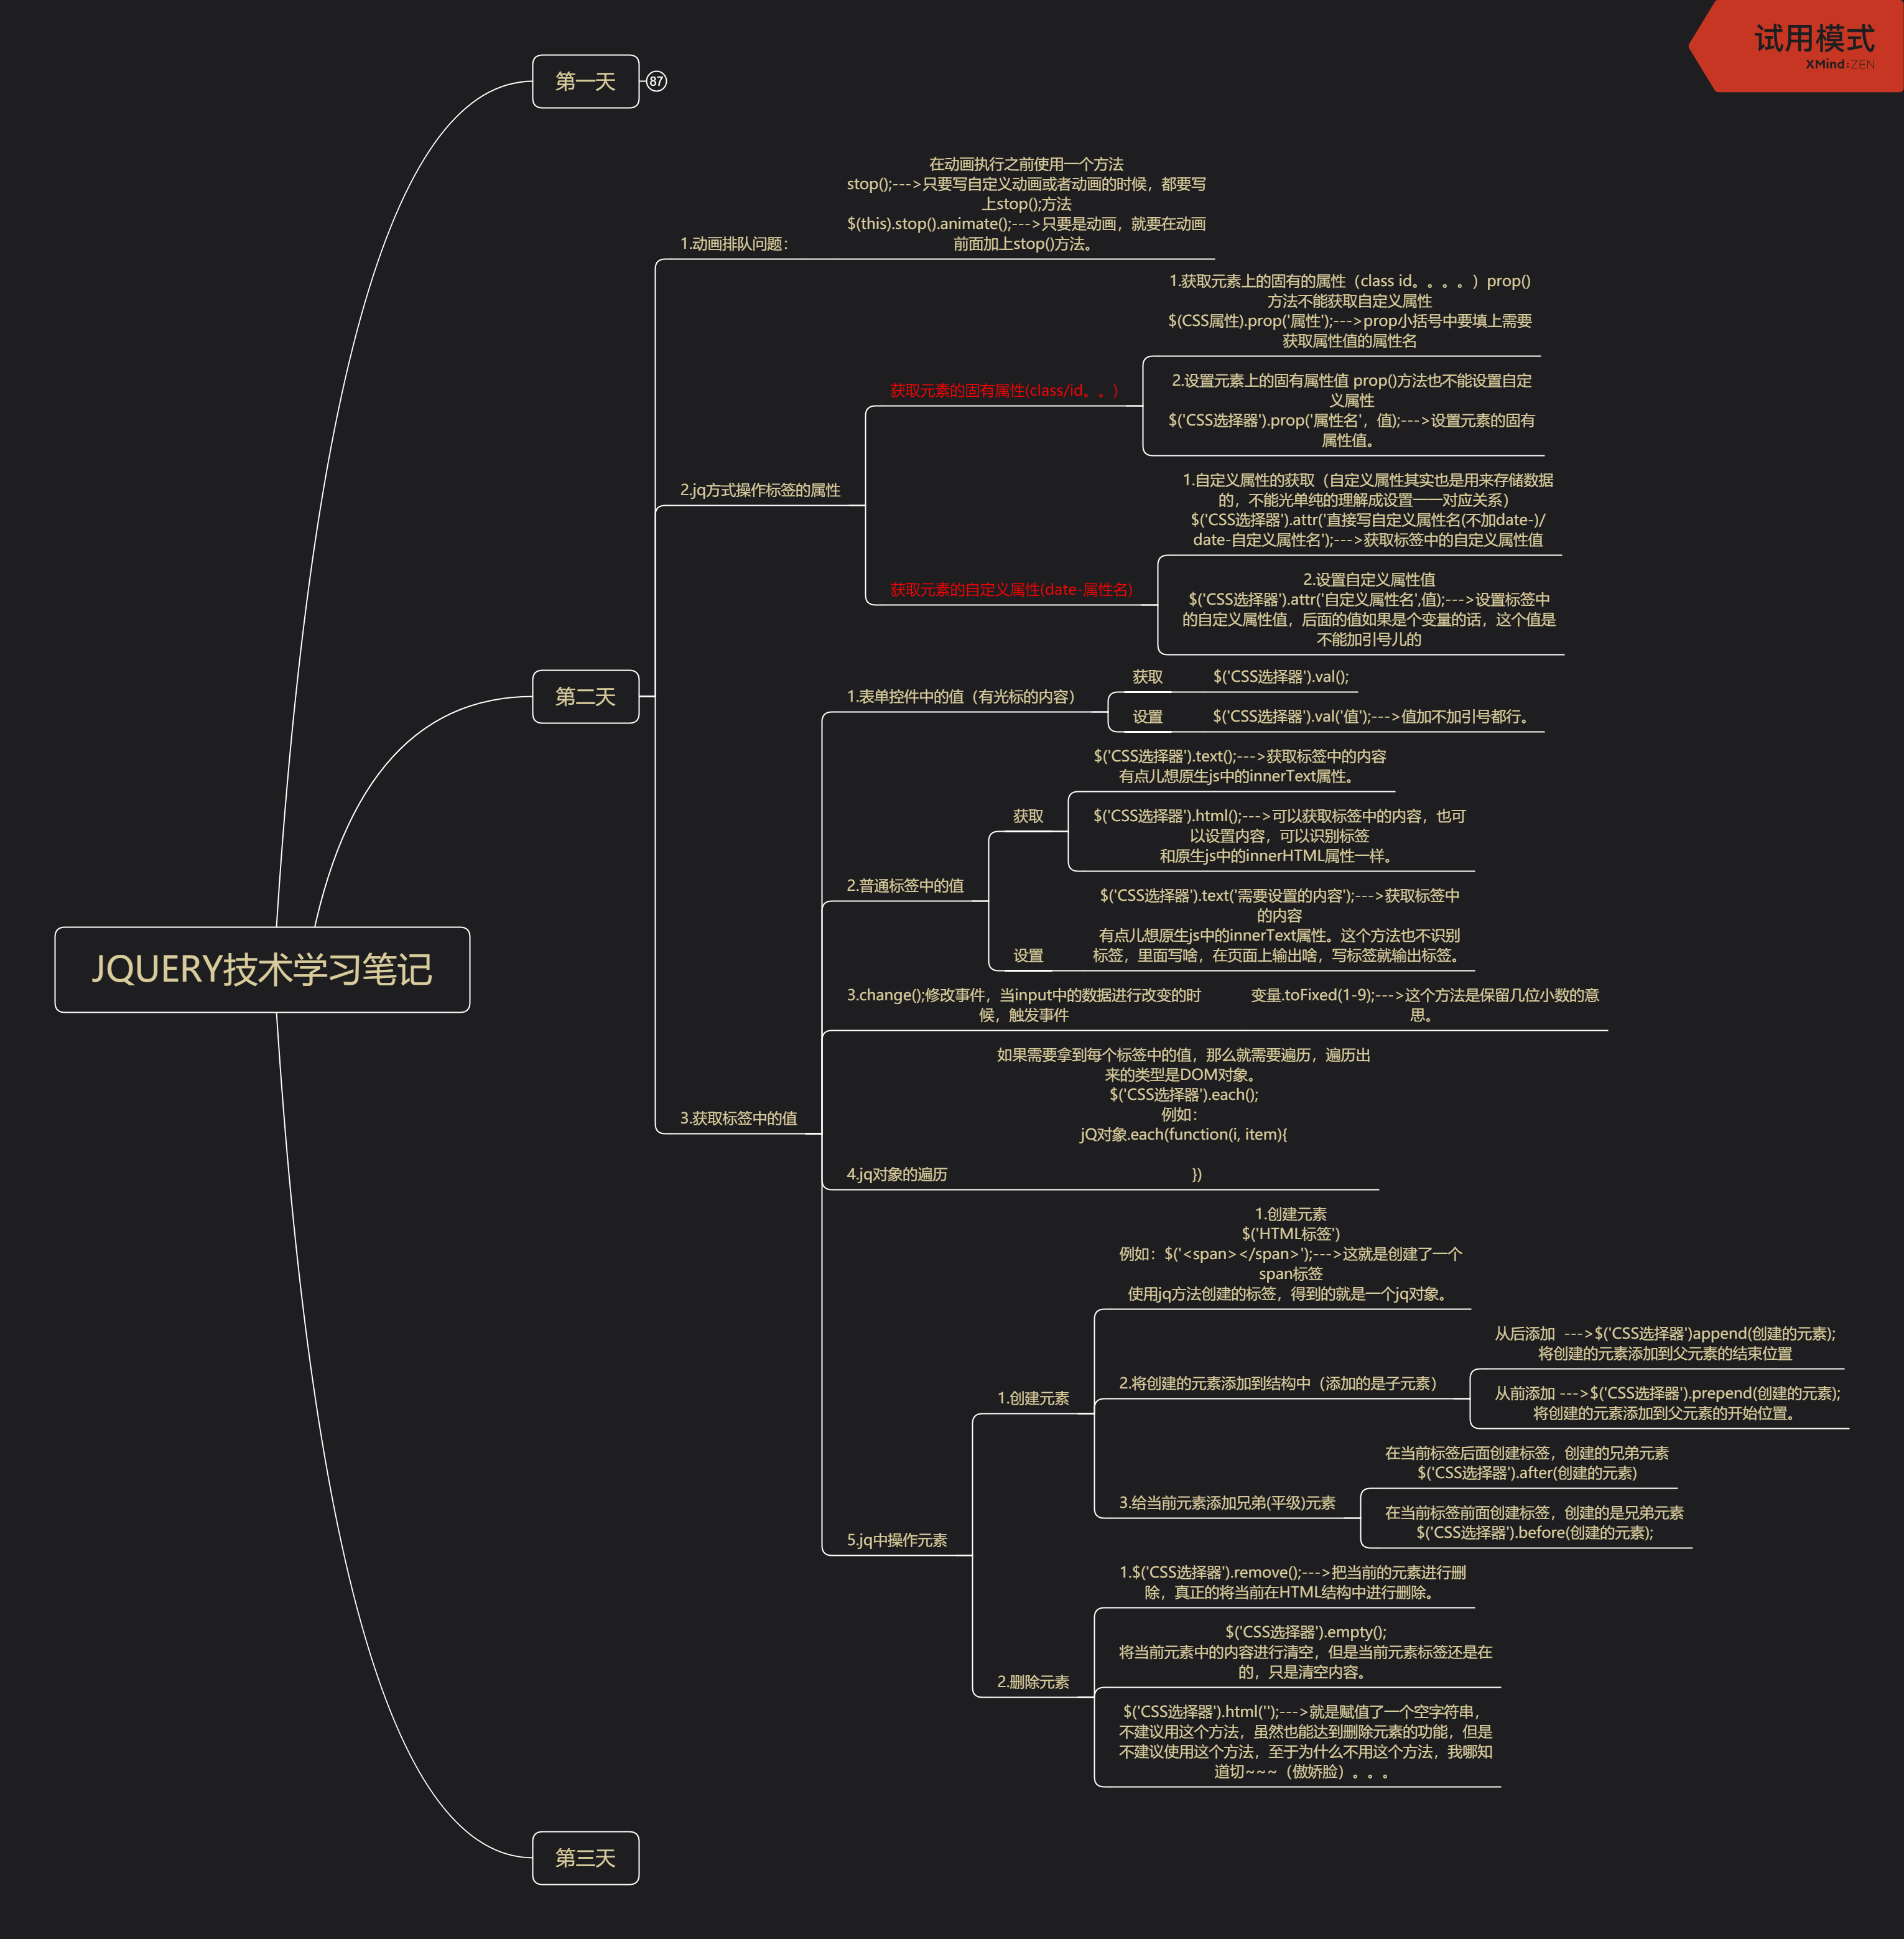 试用模式
XMind:ZEN
JQUERY技术学习笔记
第一天
87
第二天
1.动画排队问题：
在动画执行之前使用一个方法
stop();--->只要写自定义动画或者动画的时候，都要写
上stop();方法
$(this).stop().animate();--->只要是动画，就要在动画
前面加上stop()方法。
2.jq方式操作标签的属性
获取元素的固有属性(class/id。。)
1.获取元素上的固有的属性（class id。。。。）prop()
方法不能获取自定义属性
$(CSS属性).prop('属性');--->prop小括号中要填上需要
获取属性值的属性名
2.设置元素上的固有属性值 prop()方法也不能设置自定
义属性
$('CSS选择器').prop('属性名'，值);--->设置元素的固有
属性值。
获取元素的自定义属性(date-属性名)
1.自定义属性的获取（自定义属性其实也是用来存储数据
的，不能光单纯的理解成设置一一对应关系）
$('CSS选择器').attr('直接写自定义属性名(不加date-)/
date-自定义属性名');--->获取标签中的自定义属性值
2.设置自定义属性值
$('CSS选择器').attr('自定义属性名',值);--->设置标签中
的自定义属性值，后面的值如果是个变量的话，这个值是
不能加引号儿的
3.获取标签中的值
1.表单控件中的值（有光标的内容）
获取
$('CSS选择器').val();
设置
$('CSS选择器').val('值');--->值加不加引号都行。
2.普通标签中的值
获取
$('CSS选择器').text();--->获取标签中的内容
有点儿想原生js中的innerText属性。
$('CSS选择器').html();--->可以获取标签中的内容，也可
以设置内容，可以识别标签
和原生js中的innerHTML属性一样。
设置
$('CSS选择器').text('需要设置的内容');--->获取标签中
的内容
有点儿想原生js中的innerText属性。这个方法也不识别
标签，里面写啥，在页面上输出啥，写标签就输出标签。
3.change();修改事件，当input中的数据进行改变的时
候，触发事件
变量.toFixed(1-9);--->这个方法是保留几位小数的意
思。
4.jq对象的遍历
如果需要拿到每个标签中的值，那么就需要遍历，遍历出
来的类型是DOM对象。
$('CSS选择器').each();
例如：
jQ对象.each(function(i, item){
})
5.jq中操作元素
1.创建元素
1.创建元素
$('HTML标签')
例如：$('<span></span>');--->这就是创建了一个
span标签
使用jq方法创建的标签，得到的就是一个jq对象。
2.将创建的元素添加到结构中（添加的是子元素）
从后添加  --->$('CSS选择器')append(创建的元素);
将创建的元素添加到父元素的结束位置
从前添加 --->$('CSS选择器').prepend(创建的元素);
将创建的元素添加到父元素的开始位置。
3.给当前元素添加兄弟(平级)元素
在当前标签后面创建标签，创建的兄弟元素
$('CSS选择器').after(创建的元素)
在当前标签前面创建标签，创建的是兄弟元素
$('CSS选择器').before(创建的元素);
2.删除元素
1.$('CSS选择器').remove();--->把当前的元素进行删
除，真正的将当前在HTML结构中进行删除。
$('CSS选择器').empty();
将当前元素中的内容进行清空，但是当前元素标签还是在
的，只是清空内容。
$('CSS选择器').html('');--->就是赋值了一个空字符串，
不建议用这个方法，虽然也能达到删除元素的功能，但是
不建议使用这个方法，至于为什么不用这个方法，我哪知
道切~~~（傲娇脸）。。。
第三天